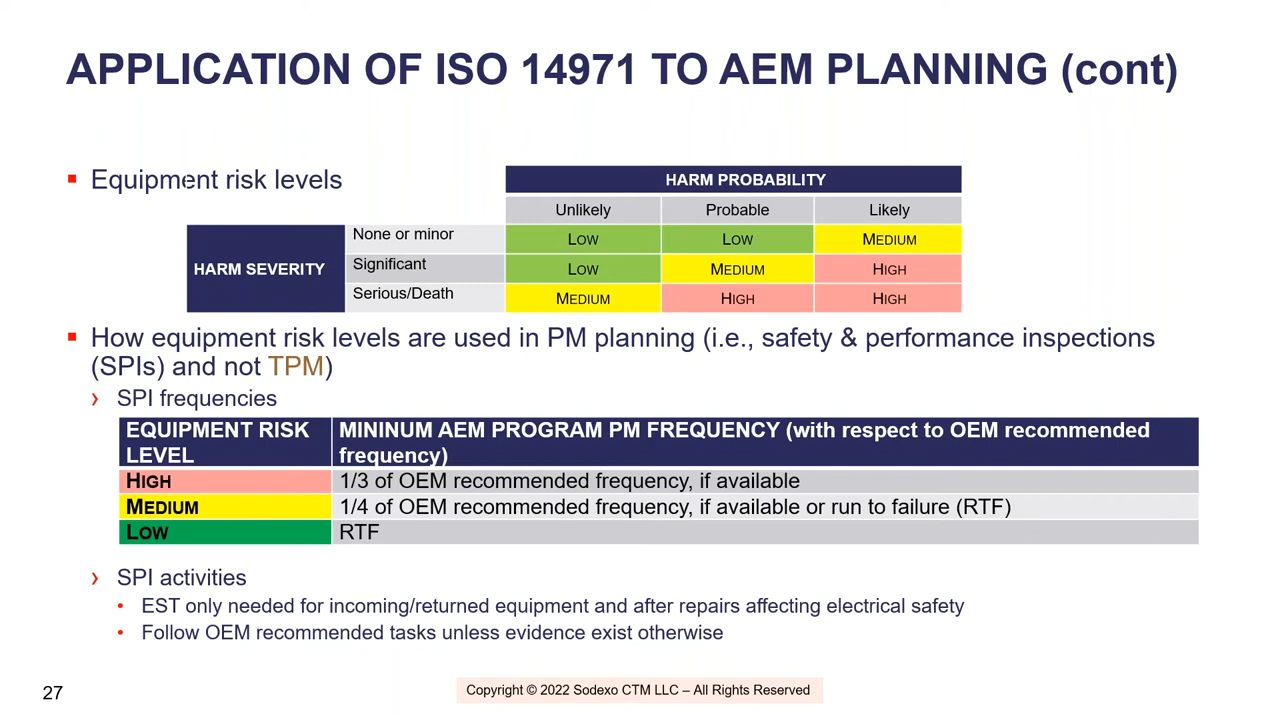 APPLICATION OF ISO 14971 TO AEM PLANNING (cont)
▪ Equipment risk levels
HARM PROBABILITY
Unlikely Probable Likely
HARM SEVERITY
None or minor LOW LOW MEDIUM
Significant LOW MEDIUM HIGH
Serious/Death MEDIUM HIGH HIGH
▪ How equipment risk levels are used in PM planning (i.e., safety & performance inspections
(SPIs) and not TPM)
› SPI frequencies
EQUIPMENT RISK
LEVEL
MININUM AEM PROGRAM PM FREQUENCY (with respect to OEM recommended
frequency)
HIGH 1/3 of OEM recommended frequency, if available
MEDIUM 1/4 of OEM recommended frequency, if available or run to failure (RTF)
LOW RTF
› SPI activities
• EST only needed for incoming/returned equipment and after repairs affecting electrical safety
• Follow OEM recommended tasks unless evidence exist otherwise
27
Copyright © 2022 Sodexo CTM LLC – All Rights Reserved